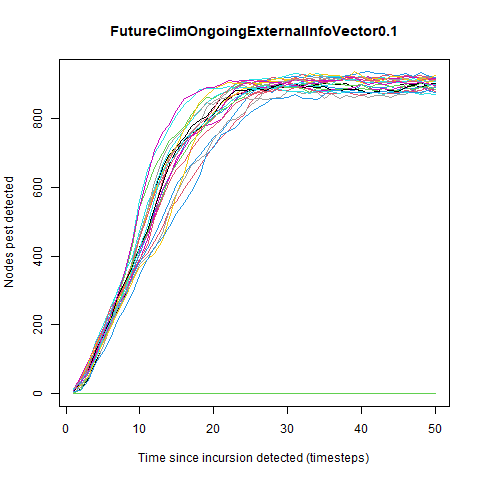 FutureClimOngoingExternalInfoVector0.1
Nodes pest detected
800
600
400
200
0
0 10 20 30 40 50
Time since incursion detected (timesteps)